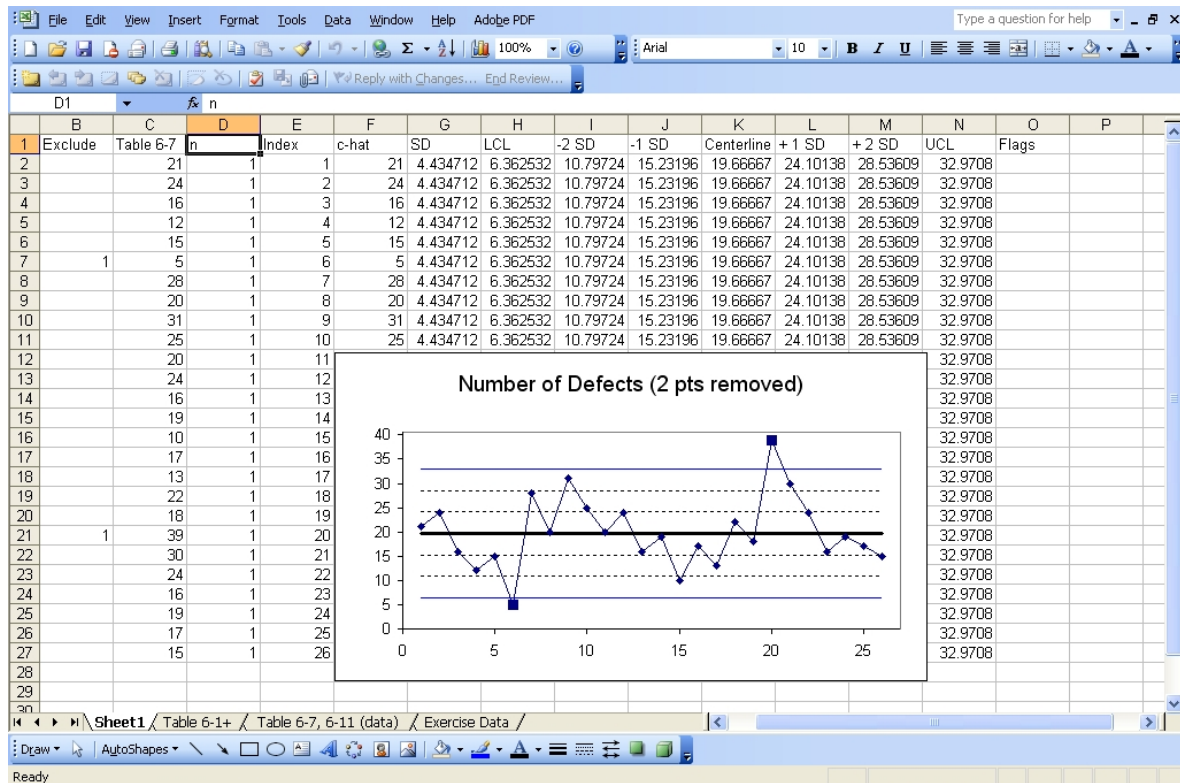 File Edit View Insert Format Tools Data Window Help Adobe PDF Type a question for help
100% Arial 10 B I U
Reply with Changes... End Review...
D1 fx n
B C D E F G H I J K L M N O P
1 Exclude Table 6-7 n Index c-hat SD LCL -2 SD -1 SD Centerline + 1 SD + 2 SD UCL Flags
2 21 1 1 21 4.434712 6.362532 10.79724 15.23196 19.66667 24.10138 28.53609 32.9708
3 24 1 2 24 4.434712 6.362532 10.79724 15.23196 19.66667 24.10138 28.53609 32.9708
4 16 1 3 16 4.434712 6.362532 10.79724 15.23196 19.66667 24.10138 28.53609 32.9708
5 12 1 4 12 4.434712 6.362532 10.79724 15.23196 19.66667 24.10138 28.53609 32.9708
6 15 1 5 15 4.434712 6.362532 10.79724 15.23196 19.66667 24.10138 28.53609 32.9708
7 1 5 1 6 5 4.434712 6.362532 10.79724 15.23196 19.66667 24.10138 28.53609 32.9708
8 28 1 7 28 4.434712 6.362532 10.79724 15.23196 19.66667 24.10138 28.53609 32.9708
9 20 1 8 20 4.434712 6.362532 10.79724 15.23196 19.66667 24.10138 28.53609 32.9708
10 31 1 9 31 4.434712 6.362532 10.79724 15.23196 19.66667 24.10138 28.53609 32.9708
11 25 1 10 25 4.434712 6.362532 10.79724 15.23196 19.66667 24.10138 28.53609 32.9708
12 20 1 11 32.9708
13 24 1 12 32.9708
14 16 1 13 32.9708
15 19 1 14 32.9708
16 10 1 15 32.9708
17 17 1 16 32.9708
18 13 1 17 32.9708
19 22 1 18 32.9708
20 18 1 19 32.9708
21 1 39 1 20 32.9708
22 30 1 21 32.9708
23 24 1 22 32.9708
24 16 1 23 32.9708
25 19 1 24 32.9708
26 17 1 25 32.9708
27 15 1 26 32.9708
28
29
30
Number of Defects (2 pts removed)
40
35
30
25
20
15
10
5
0
0 5 10 15 20 25
Sheet1 / Table 6-1+ / Table 6-7, 6-11 (data) / Exercise Data /
Draw AutoShapes
Ready